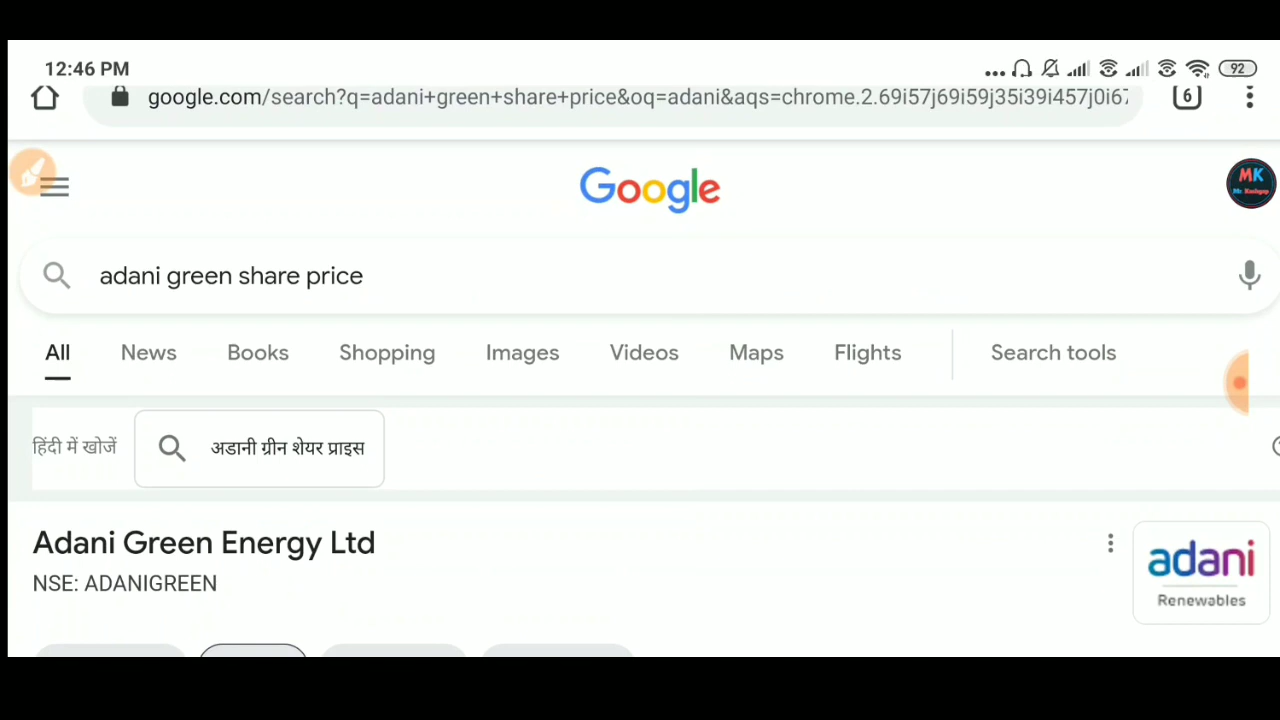 12:46 PM
92
google.com/search?q=adani+green+share+price&oq=adani&aqs=chrome.2.69i57j69i59j35i39i457j0i67
6
Google
MK
adani green share price
All News Books Shopping Images Videos Maps Flights Search tools
हिंदी में खोजें अडानी ग्रीन शेयर प्राइस
Adani Green Energy Ltd
NSE: ADANIGREEN
adani
Renewables